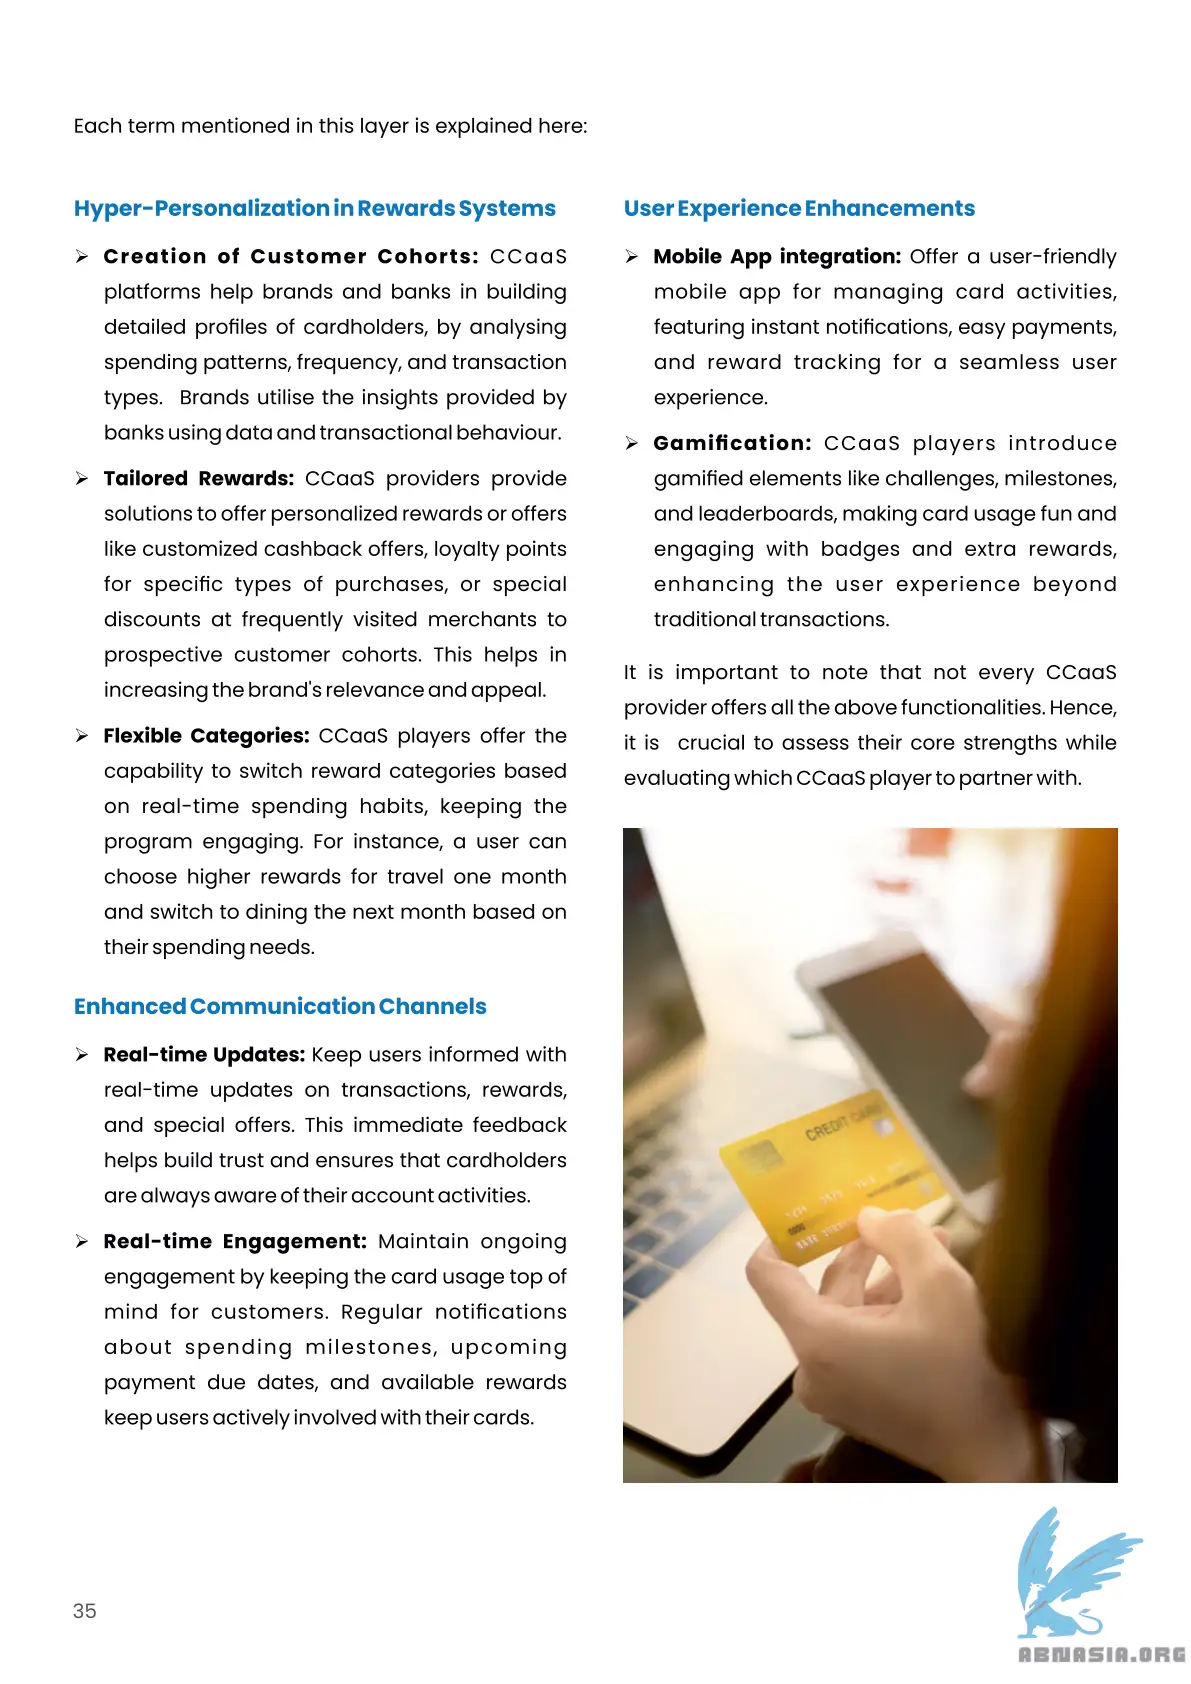 Each term mentioned in this layer is explained here:
Hyper-Personalization in Rewards Systems
➢ Creation of Customer Cohorts: CCaaS
platforms help brands and banks in building
detailed profiles of cardholders, by analysing
spending patterns, frequency, and transaction
types. Brands utilise the insights provided by
banks using data and transactional behaviour.
➢ Tailored Rewards: CCaaS providers provide
solutions to offer personalized rewards or offers
like customized cashback offers, loyalty points
for specific types of purchases, or special
discounts at frequently visited merchants to
prospective customer cohorts. This helps in
increasing the brand's relevance and appeal.
➢ Flexible Categories: CCaaS players offer the
capability to switch reward categories based
on real-time spending habits, keeping the
program engaging. For instance, a user can
choose higher rewards for travel one month
and switch to dining the next month based on
their spending needs.
Enhanced Communication Channels
➢ Real-time Updates: Keep users informed with
real-time updates on transactions, rewards,
and special offers. This immediate feedback
helps build trust and ensures that cardholders
are always aware of their account activities.
➢ Real-time Engagement: Maintain ongoing
engagement by keeping the card usage top of
mind for customers. Regular notifications
about spending milestones, upcoming
payment due dates, and available rewards
keep users actively involved with their cards.
User Experience Enhancements
➢ Mobile App integration: Offer a user-friendly
mobile app for managing card activities,
featuring instant notifications, easy payments,
and reward tracking for a seamless user
experience.
➢ Gamification: CCaaS players introduce
gamified elements like challenges, milestones,
and leaderboards, making card usage fun and
engaging with badges and extra rewards,
enhancing the user experience beyond
traditional transactions.
It is important to note that not every CCaaS
provider offers all the above functionalities. Hence,
it is crucial to assess their core strengths while
evaluating which CCaaS player to partner with.
CREDIT CARD
35
ABNASIA.ORG